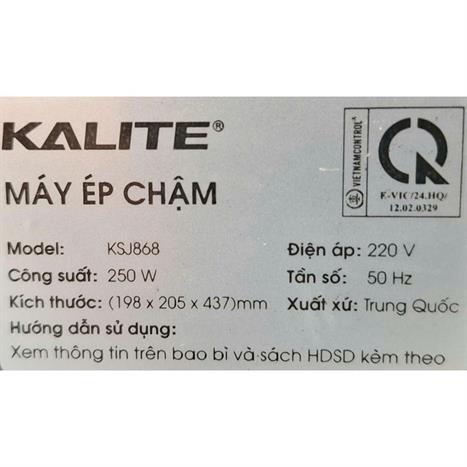 KALITE®
MÁY ÉP CHẬM
VIETNAMCONTROL
E-VIC/24.HQ/
12.02.0329
Model: KSJ868
Điện áp: 220 V
Công suất: 250 W
Tần số: 50 Hz
Kích thước: (198 x 205 x 437)mm
Xuất xứ: Trung Quốc
Hướng dẫn sử dụng:
Xem thông tin trên bao bì và sách HDSD kèm theo